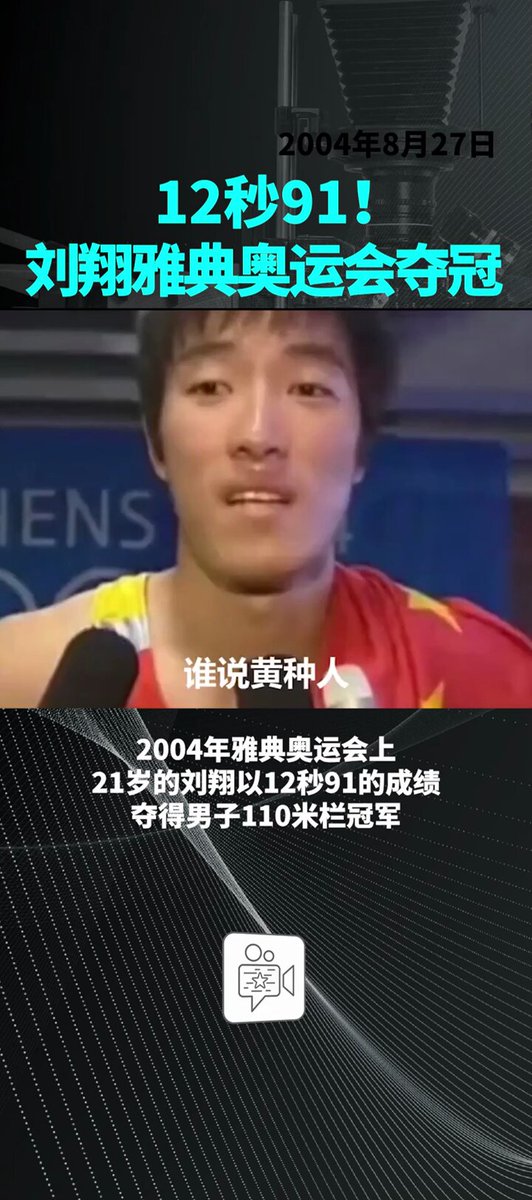 2004年8月27日
12秒91！
刘翔雅典奥运会夺冠
HENS
谁说黄种人
2004年雅典奥运会上
21岁的刘翔以12秒91的成绩
夺得男子110米栏冠军